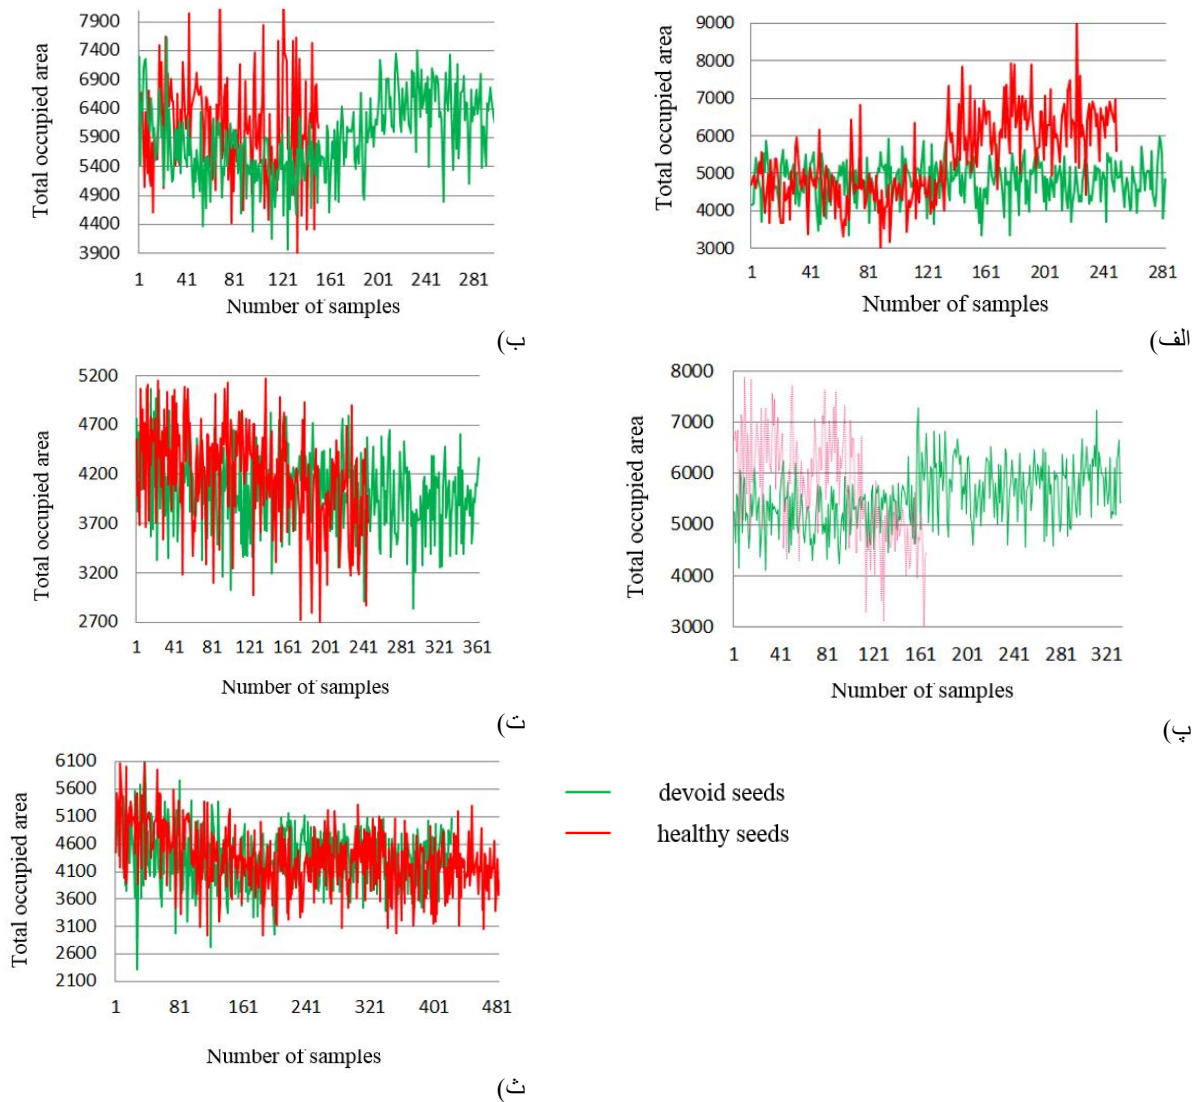 Total occupied area
7900
7400
6900
6400
5900
5400
4900
4400
3900
1 41 81 121 161 201 241 281
Number of samples
ب)
Total occupied area
9000
8000
7000
6000
5000
4000
3000
1 41 81 121 161 201 241 281
Number of samples
الف)
Total occupied area
5200
4700
4200
3700
3200
2700
1 41 81 121 161 201 241 281 321 361
Number of samples
ت)
Total occupied area
8000
7000
6000
5000
4000
3000
1 41 81 121 161 201 241 281 321
Number of samples
پ)
Total occupied area
6100
5600
5100
4600
4100
3600
3100
2600
2100
1 81 161 241 321 401 481
Number of samples
ث)
devoid seeds
healthy seeds